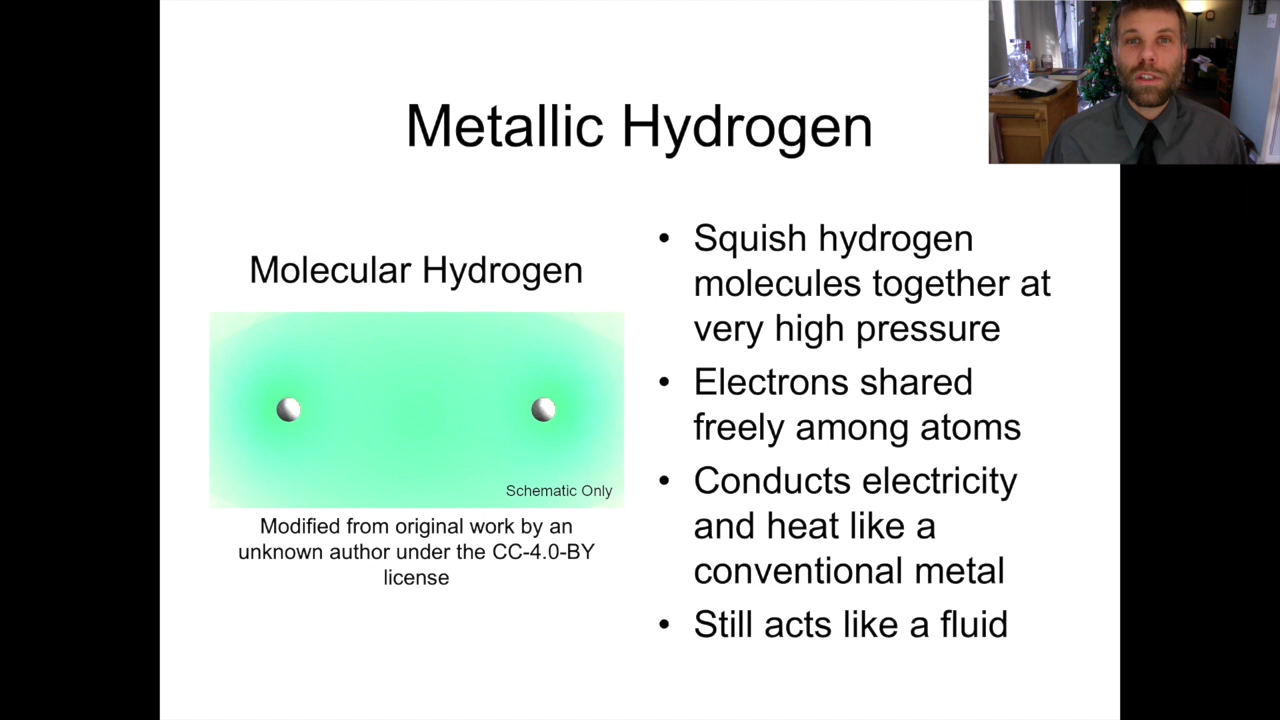 Metallic Hydrogen
Molecular Hydrogen
Schematic Only
Modified from original work by an
unknown author under the CC-4.0-BY
license
• Squish hydrogen
molecules together at
very high pressure
• Electrons shared
freely among atoms
• Conducts electricity
and heat like a
conventional metal
• Still acts like a fluid